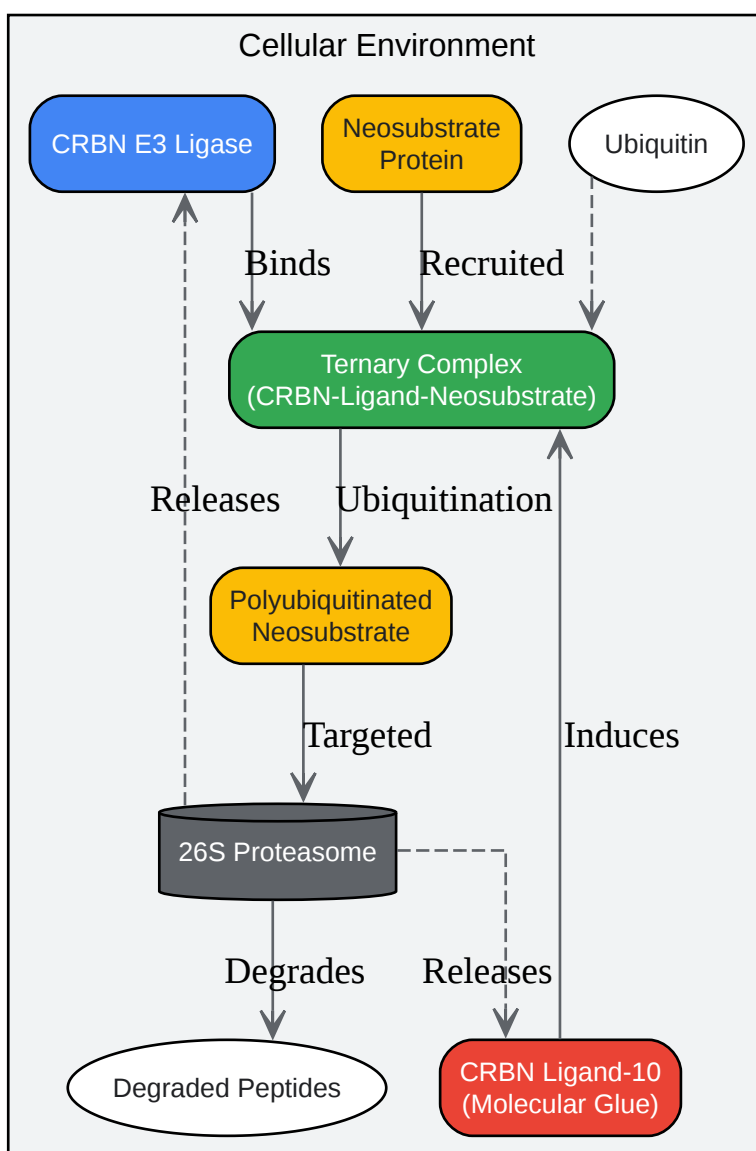 Cellular Environment
CRBN E3 Ligase
Neosubstrate
Protein
Ubiquitin
Binds
Recruited
Ternary Complex
(CRBN-Ligand-Neosubstrate)
Releases
Ubiquitination
Polyubiquitinated
Neosubstrate
Targeted
Induces
26S Proteasome
Degrades
Releases
Degraded Peptides
CRBN Ligand-10
(Molecular Glue)